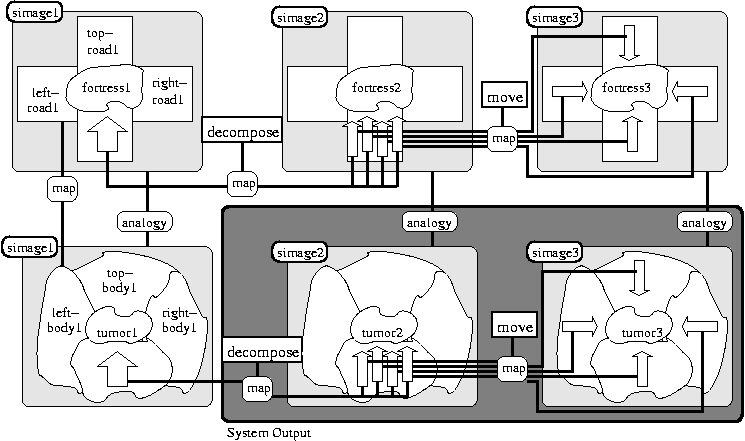 simage1
simage2
simage3
top–
road1
left–
road1
fortress1
right–
road1
fortress2
fortress3
move
decompose
map
map
map
analogy
analogy
analogy
simage1
simage2
simage3
top–
body1
left–
body1
right–
body1
tumor1
tumor2
tumor3
move
decompose
map
map
System Output